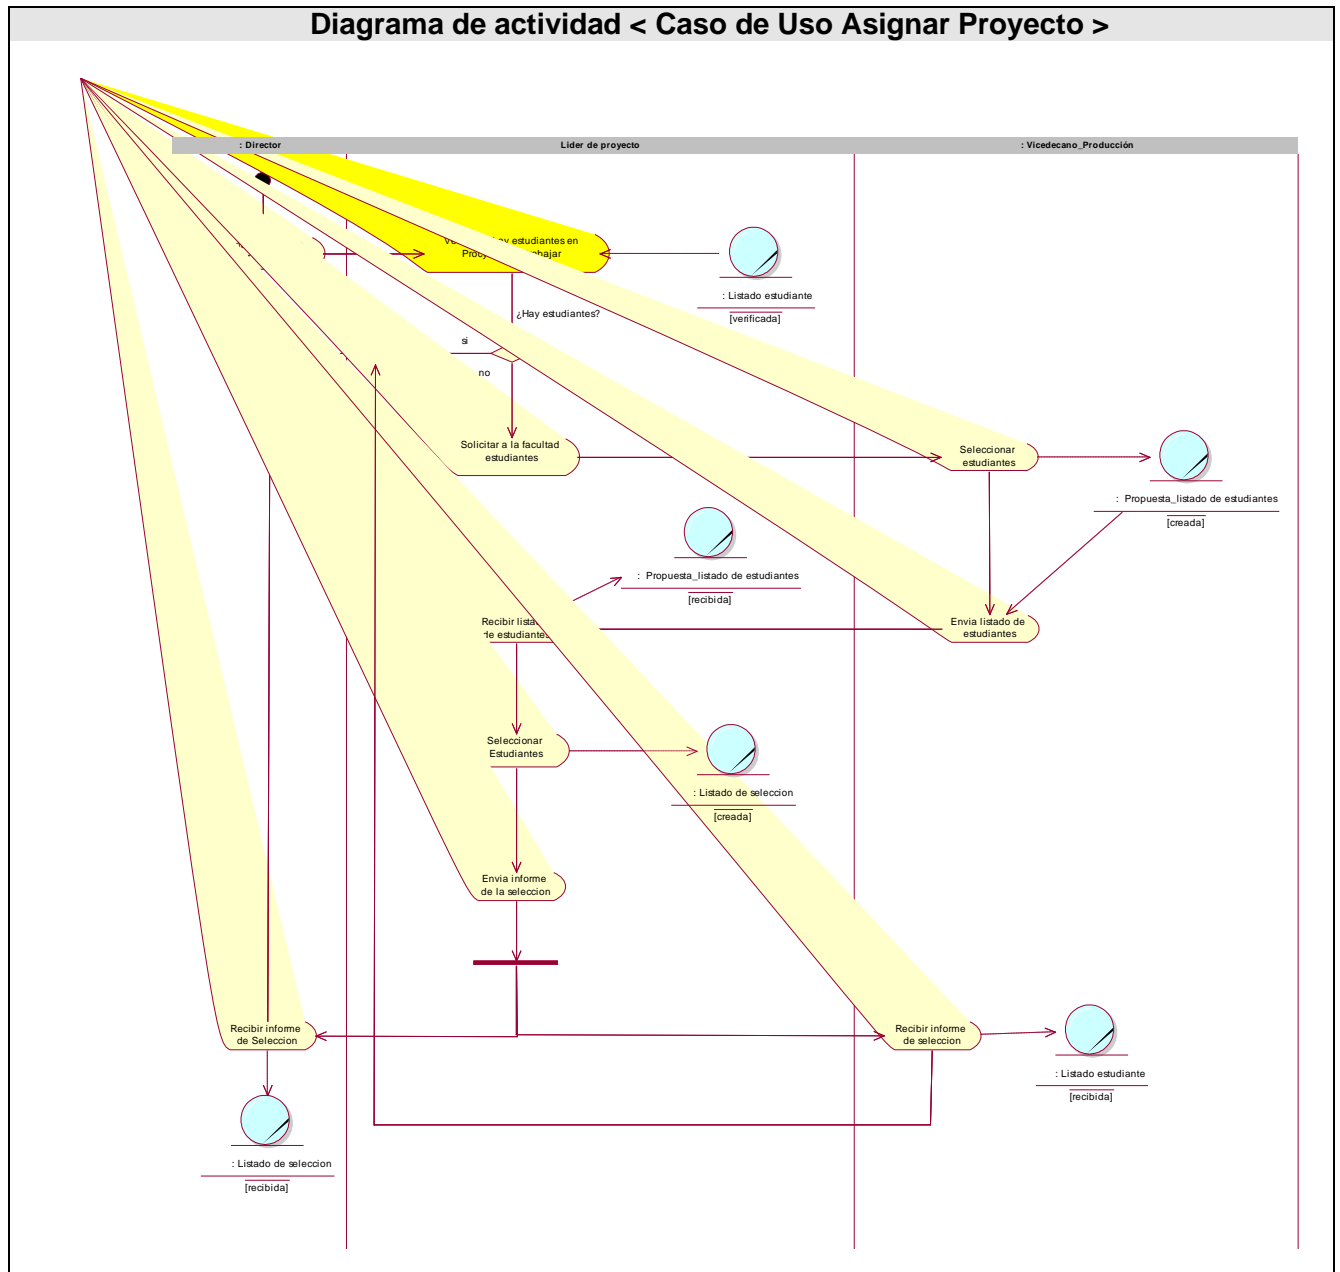 Diagrama de actividad < Caso de Uso Asignar Proyecto >
: Director
Lider de proyecto
: Vicedecano_Producción
estudiantes en
: Listado estudiante
[verificada]
¿Hay estudiantes?
si
no
Solicitar a la facultad
estudiantes
Seleccionar
estudiantes
: Propuesta_listado de estudiantes
[creada]
: Propuesta_listado de estudiantes
[recibida]
Recibir
de estudiantes
Envia listado de
estudiantes
Seleccionar
Estudiantes
: Listado de seleccion
[creada]
Envia informe
de la seleccion
Recibir informe
de Seleccion
Recibir informe
de seleccion
: Listado estudiante
[recibida]
: Listado de seleccion
[recibida]